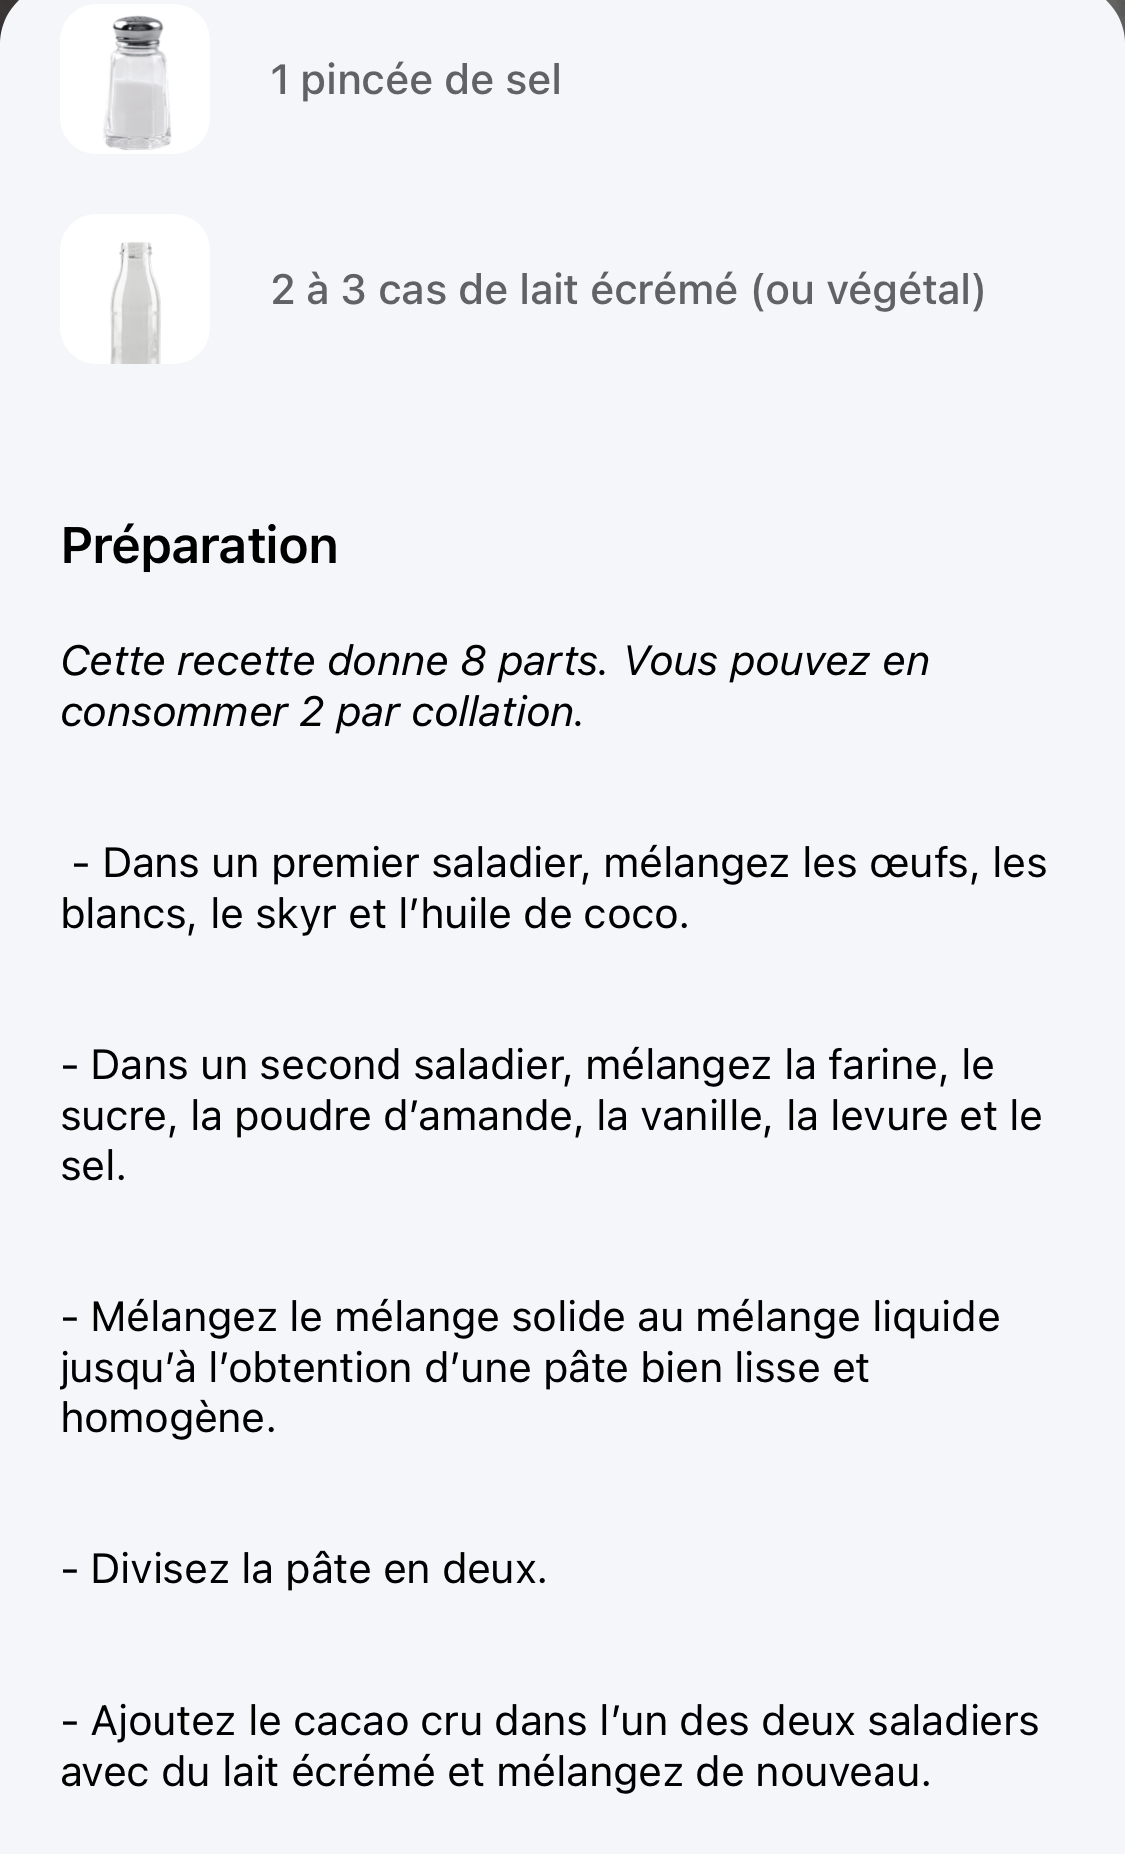 1 pincée de sel
2 à 3 cas de lait écrémé (ou végétal)
Préparation
Cette recette donne 8 parts. Vous pouvez en
consommer 2 par collation.
- Dans un premier saladier, mélangez les œufs, les
blancs, le skyr et l’huile de coco.
- Dans un second saladier, mélangez la farine, le
sucre, la poudre d’amande, la vanille, la levure et le
sel.
- Mélangez le mélange solide au mélange liquide
jusqu’à l’obtention d’une pâte bien lisse et
homogène.
- Divisez la pâte en deux.
- Ajoutez le cacao cru dans l’un des deux saladiers
avec du lait écrémé et mélangez de nouveau.